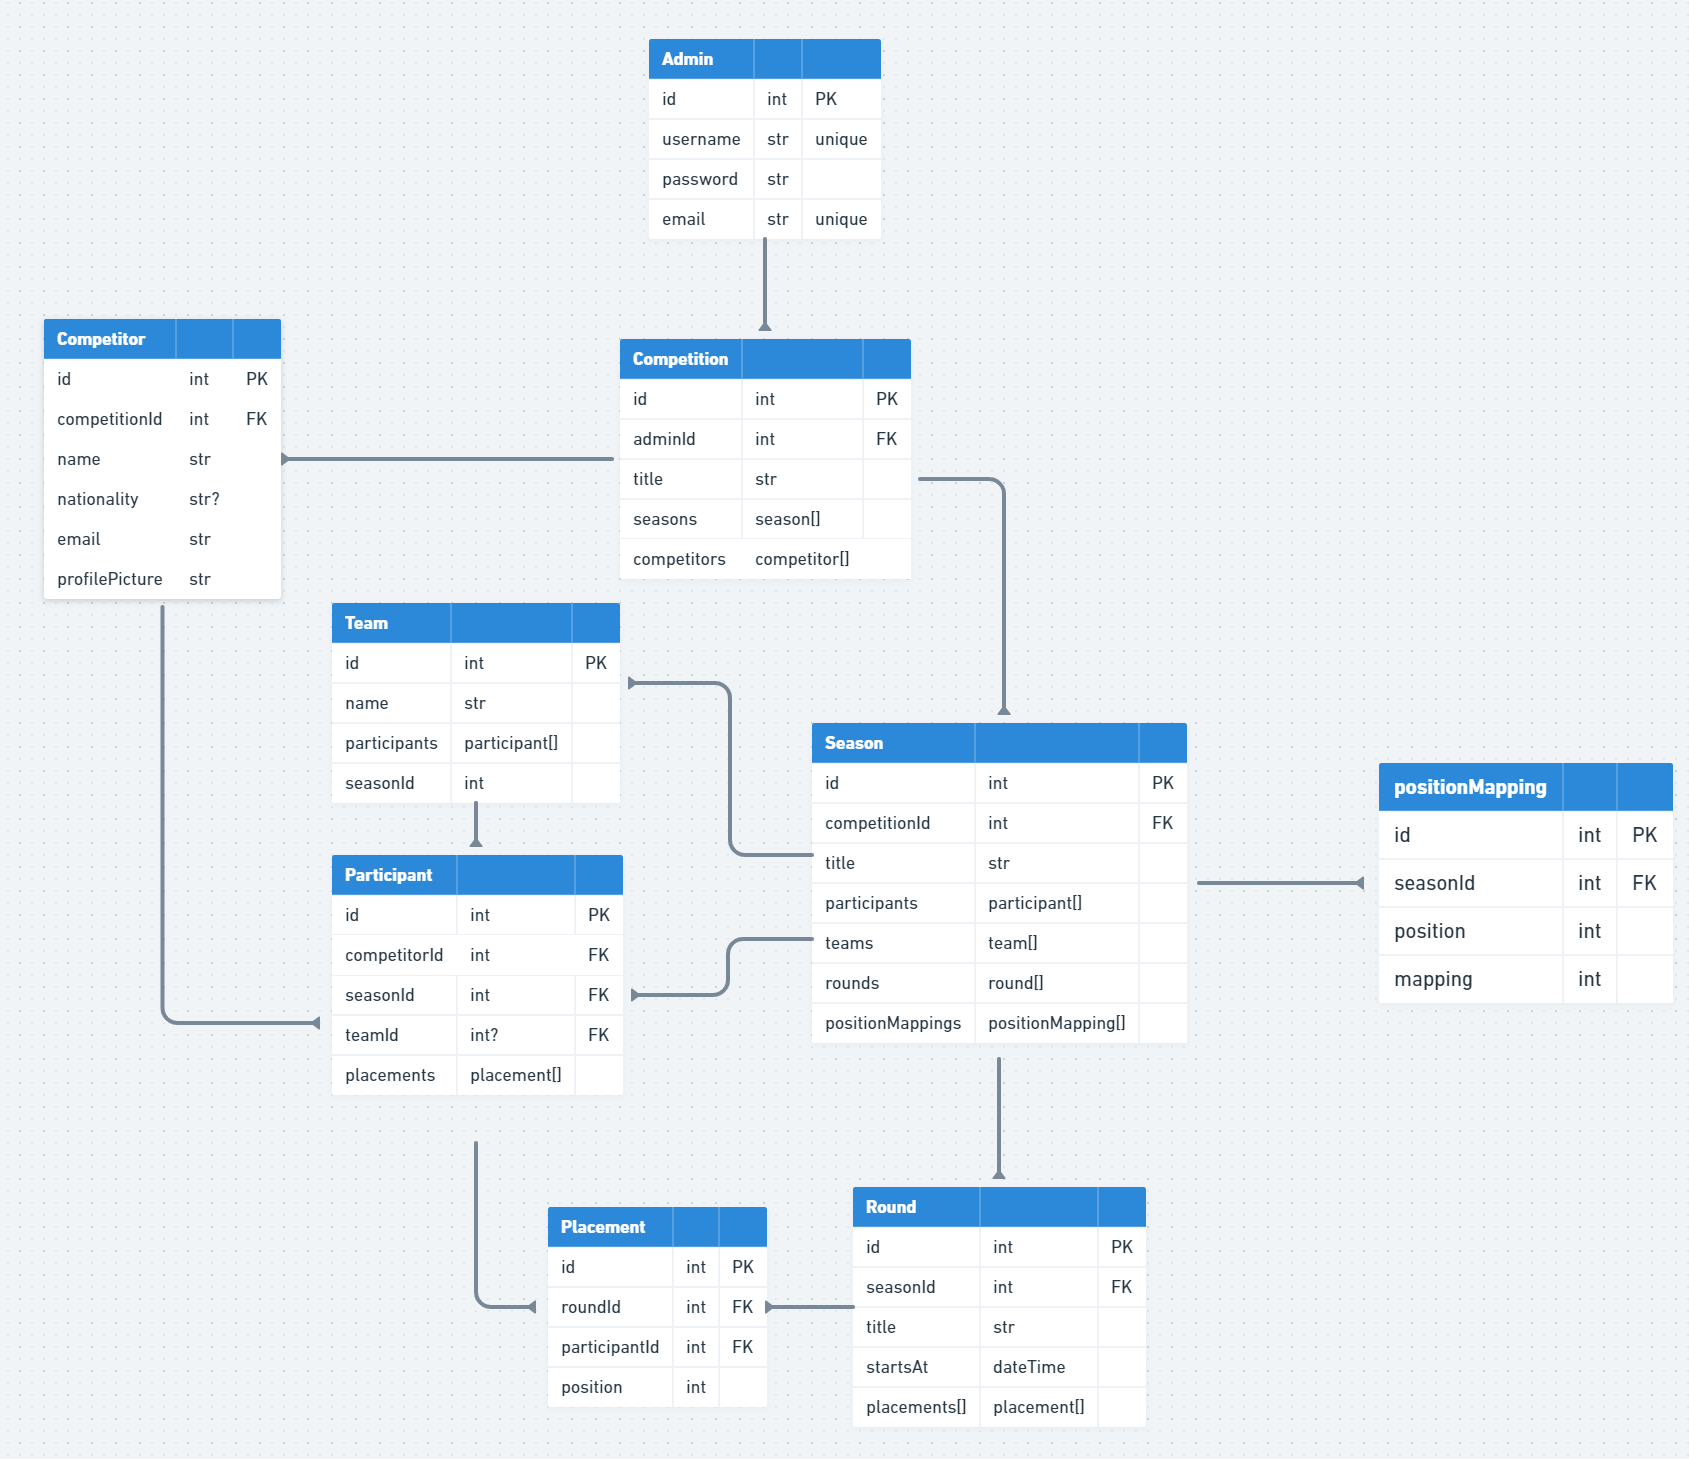 Admin
id int PK
username str unique
password str
email str unique
Competitor
id int PK
competitionId int FK
name str
nationality str?
email str
profilePicture str
Competition
id int PK
adminId int FK
title str
seasons season[]
competitors competitor[]
Team
id int PK
name str
participants participant[]
seasonId int
Season
id int PK
competitionId int FK
title str
participants participant[]
teams team[]
rounds round[]
positionMappings positionMapping[]
positionMapping
id int PK
seasonId int FK
position int
mapping int
Participant
id int PK
competitorId int FK
seasonId int FK
teamId int? FK
placements placement[]
Placement
id int PK
roundId int FK
participantId int FK
position int
Round
id int PK
seasonId int FK
title str
startsAt dateTime
placements[] placement[]